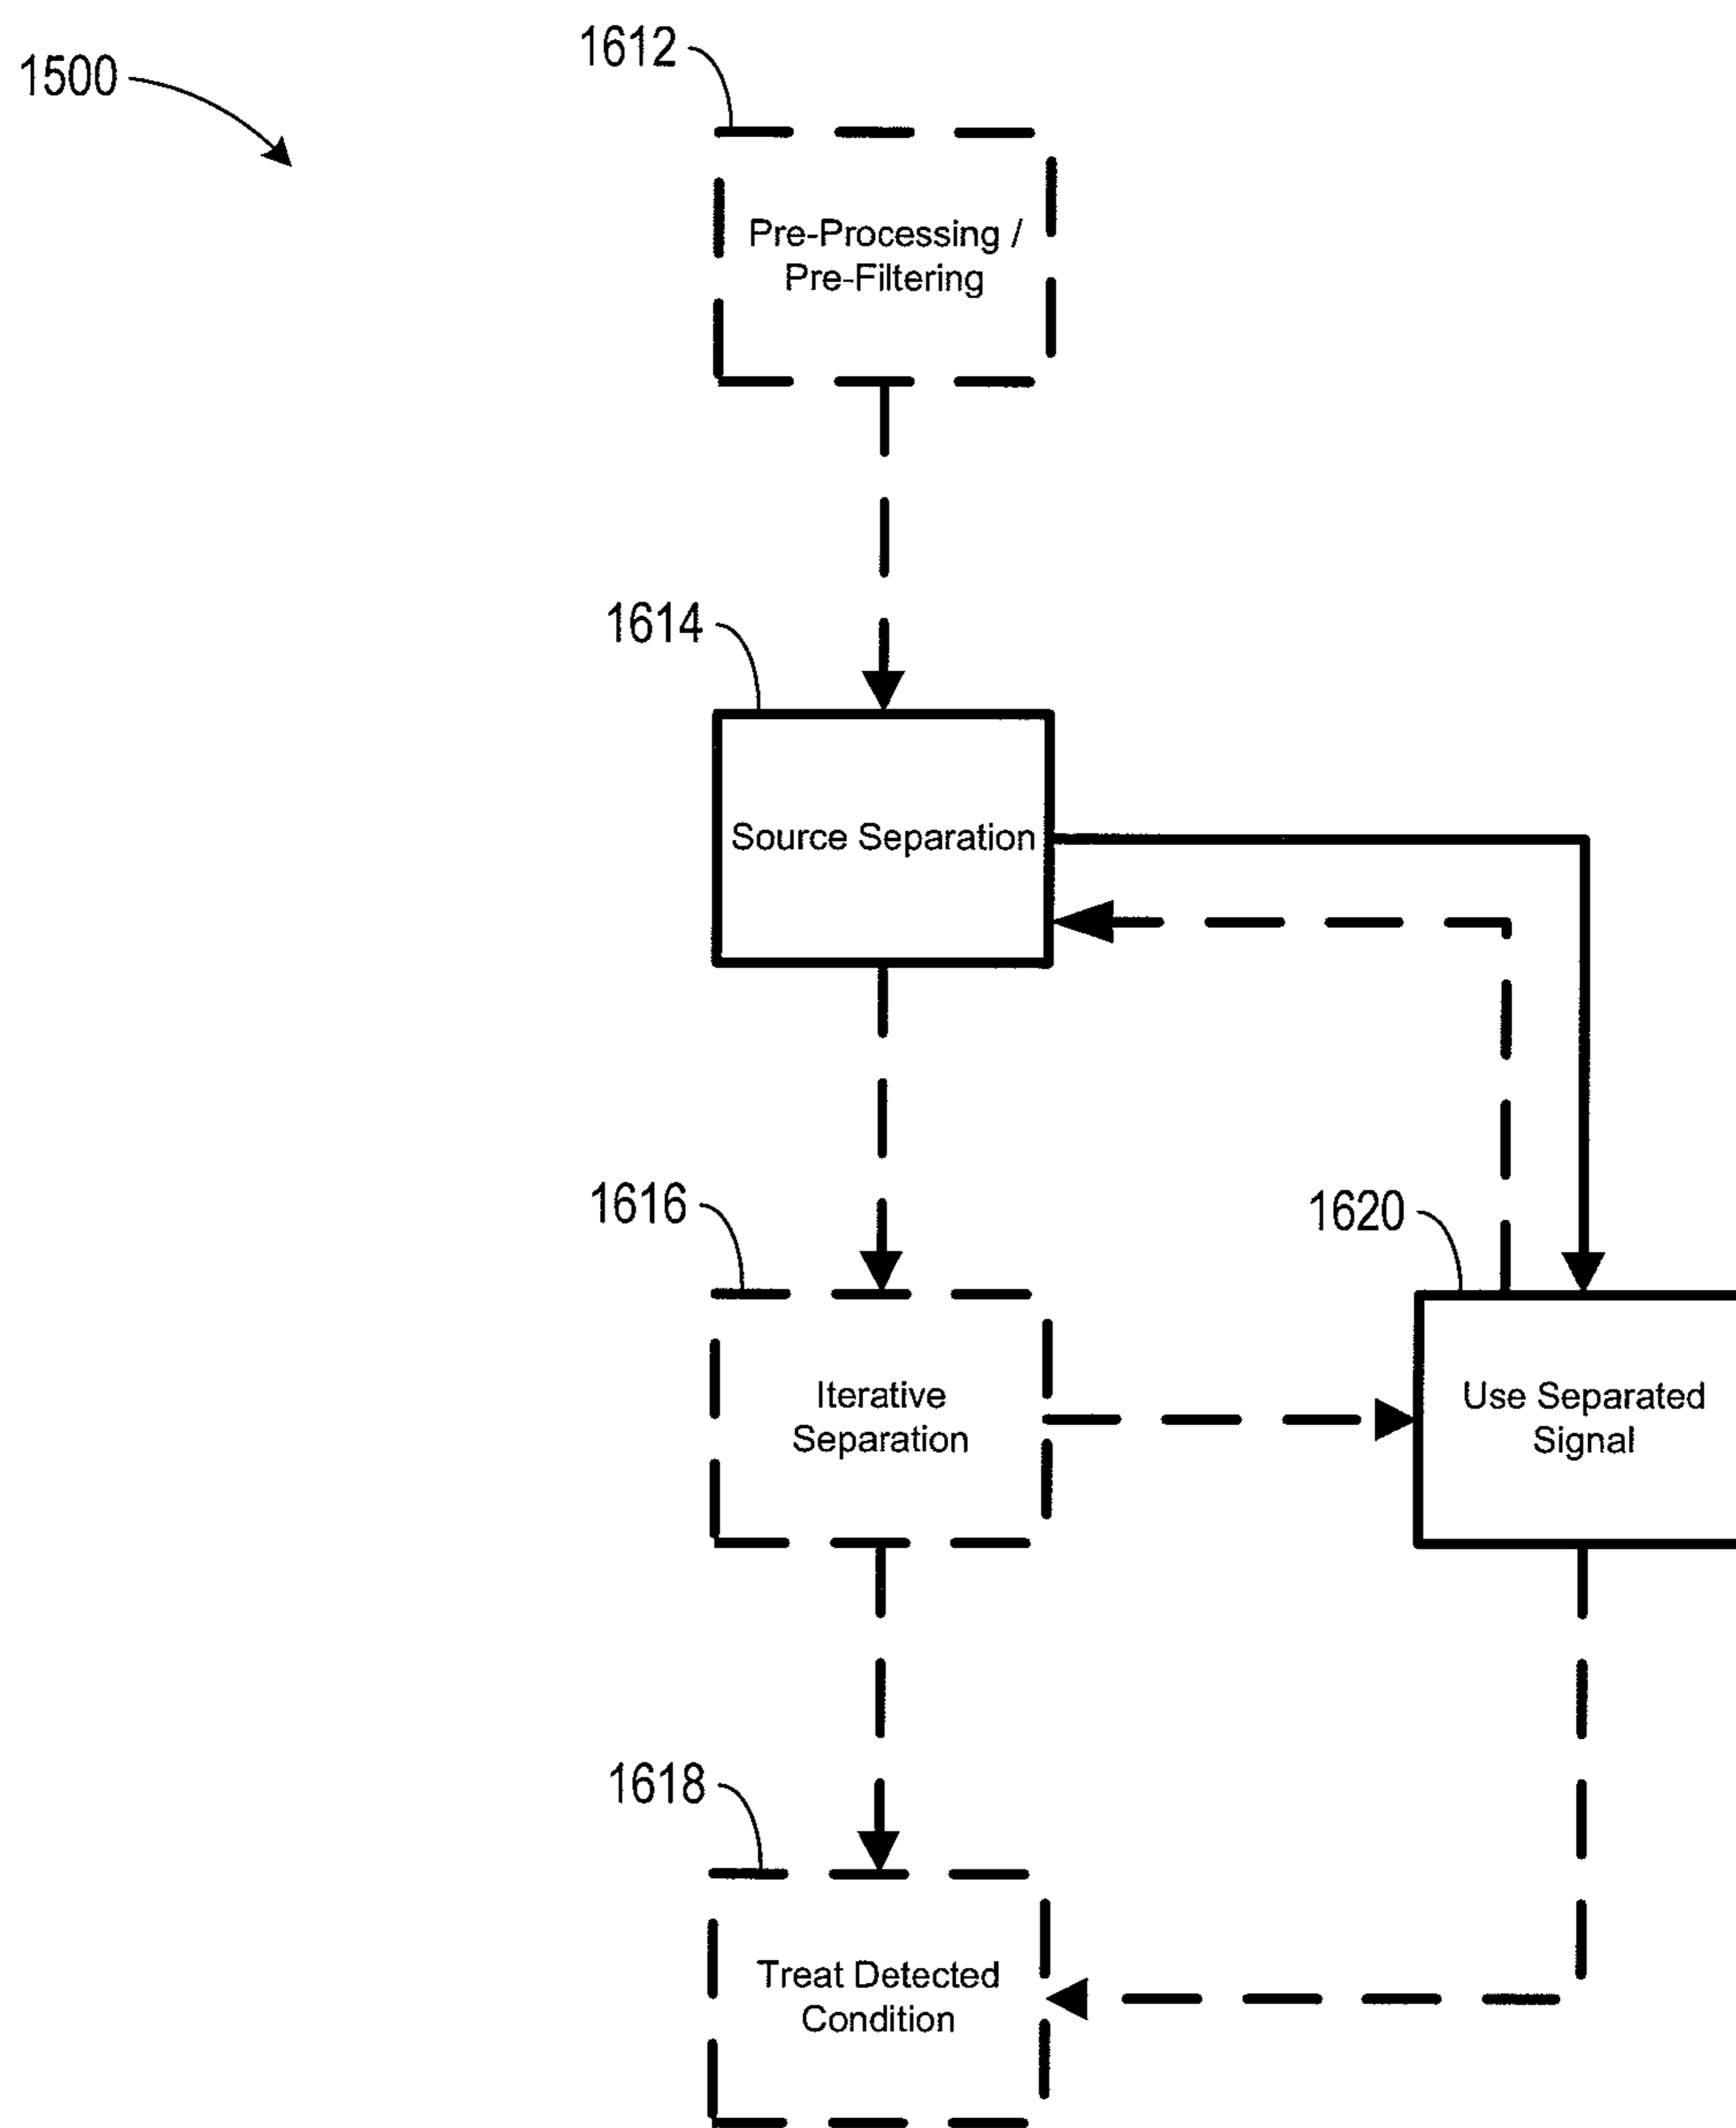 1612
1500
Pre-Processing /
Pre-Filtering
1614
Source Separation
1616
1620
Iterative
Separation
Use Separated
Signal
1618
Treat Detected
Condition